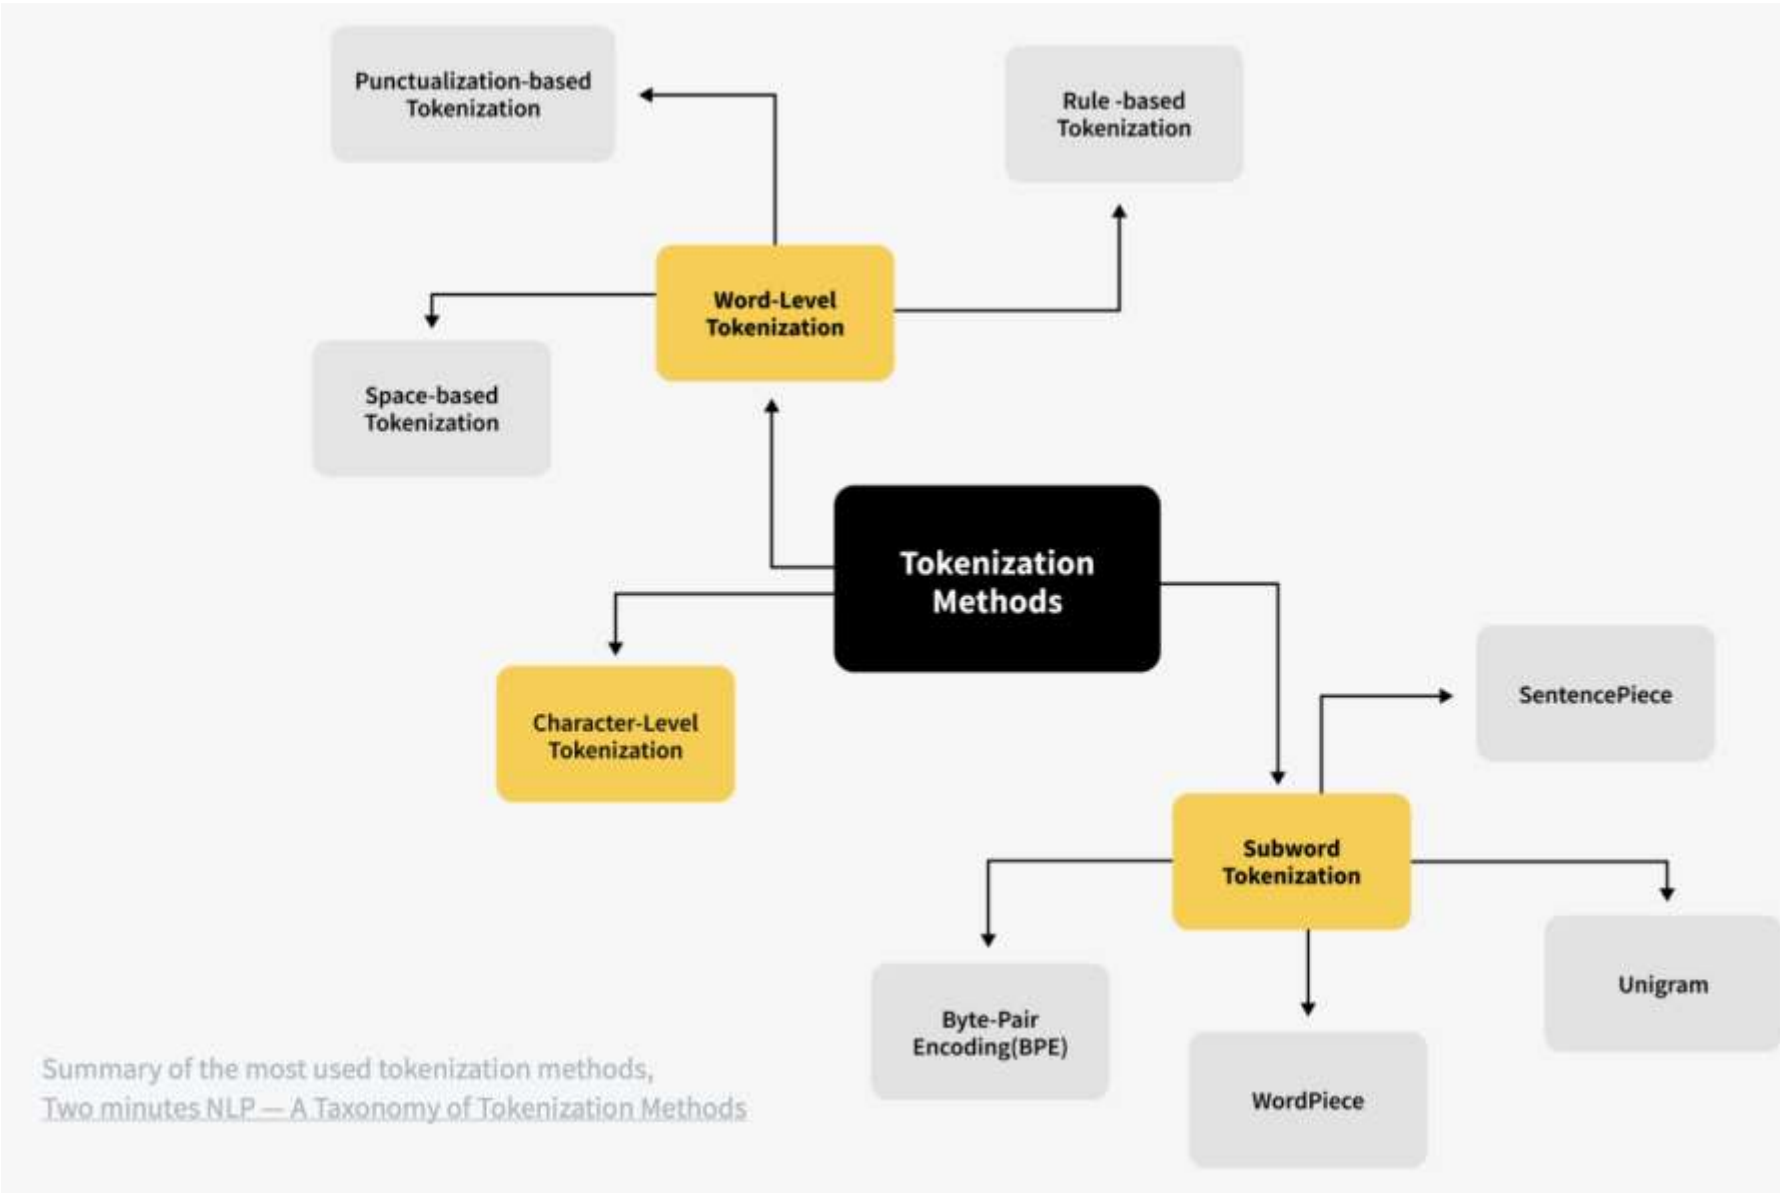 Punctualization-based
Tokenization
Rule -based
Tokenization
Word-Level
Tokenization
Space-based
Tokenization
Tokenization
Methods
Character-Level
Tokenization
SentencePiece
Subword
Tokenization
Unigram
Byte-Pair
Encoding(BPE)
WordPiece
Summary of the most used tokenization methods,
Two minutes NLP — A Taxonomy of Tokenization Methods